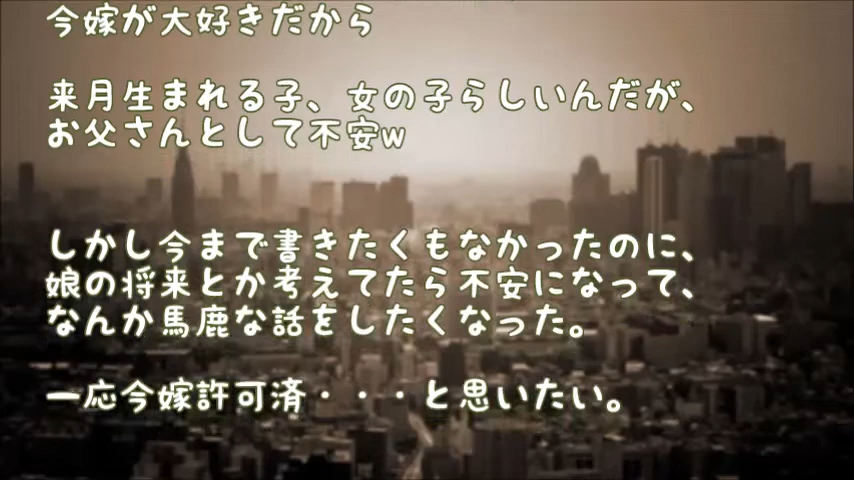 今嫁が大好きだから
来月生まれる子、女の子らしいんだが、
お父さんとして不安w
しかし今まで書きたくもなかったのに、
娘の将来とか考えてたら不安になって、
なんか馬鹿な話をしたくなった。
一応今嫁許可済・・・と思いたい。